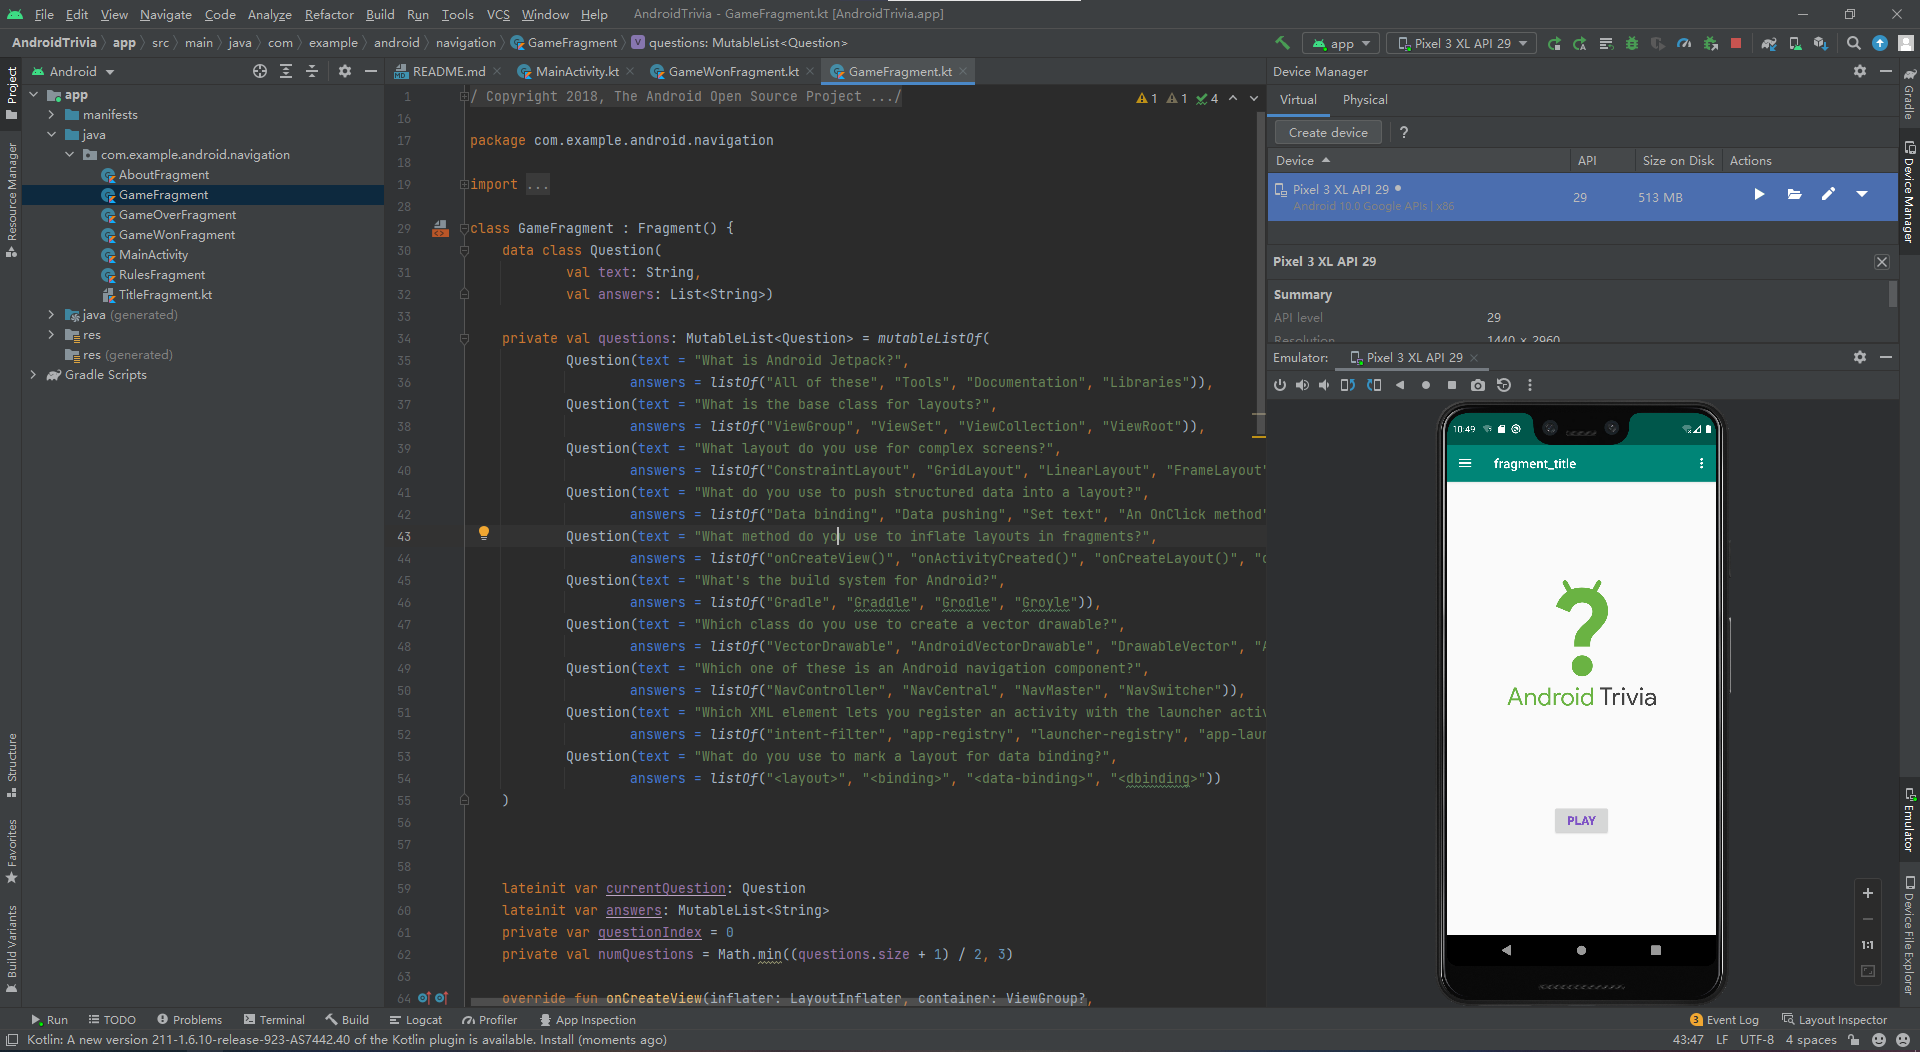 File Edit View Navigate Code Analyze Refactor Build Run Tools VCS Window Help AndroidTrivia - GameFragment.kt [AndroidTrivia.app]
AndroidTrivia app src main java com example android navigation GameFragment questions: MutableList<Question>
app
Pixel 3 XL API 29
Project
Resource Manager
Structure
Favorites
Build Variants
Android
app
manifests
java
com.example.android.navigation
AboutFragment
GameFragment
GameOverFragment
GameWonFragment
MainActivity
RulesFragment
TitleFragment.kt
java (generated)
res
res (generated)
Gradle Scripts
README.md MainActivity.kt GameWonFragment.kt GameFragment.kt
1 1 4
1 / Copyright 2018, The Android Open Source Project .../
16
17 package com.example.android.navigation
18
19 import ...
28
29 class GameFragment : Fragment() {
30 data class Question(
31 val text: String,
32 val answers: List<String>)
33
34 private val questions: MutableList<Question> = mutableListOf(
35 Question(text = "What is Android Jetpack?",
36 answers = listOf("All of these", "Tools", "Documentation", "Libraries")),
37 Question(text = "What is the base class for layouts?",
38 answers = listOf("ViewGroup", "ViewSet", "ViewCollection", "ViewRoot")),
39 Question(text = "What layout do you use for complex screens?",
40 answers = listOf("ConstraintLayout", "GridLayout", "LinearLayout", "FrameLayout"
41 Question(text = "What do you use to push structured data into a layout?",
42 answers = listOf("Data binding", "Data pushing", "Set text", "An OnClick method"
43 Question(text = "What method do you use to inflate layouts in fragments?",
44 answers = listOf("onCreateView()", "onActivityCreated()", "onCreateLayout()", "
45 Question(text = "What's the build system for Android?",
46 answers = listOf("Gradle", "Graddle", "Grodle", "Groyle")),
47 Question(text = "Which class do you use to create a vector drawable?",
48 answers = listOf("VectorDrawable", "AndroidVectorDrawable", "DrawableVector", "
49 Question(text = "Which one of these is an Android navigation component?",
50 answers = listOf("NavController", "NavCentral", "NavMaster", "NavSwitcher")),
51 Question(text = "Which XML element lets you register an activity with the launcher activ
52 answers = listOf("intent-filter", "app-registry", "launcher-registry", "app-laun
53 Question(text = "What do you use to mark a layout for data binding?",
54 answers = listOf("<layout>", "<binding>", "<data-binding>", "<dbinding>"))
55 )
56
57
58
59 lateinit var currentQuestion: Question
60 lateinit var answers: MutableList<String>
61 private var questionIndex = 0
62 private val numQuestions = Math.min((questions.size + 1) / 2, 3)
63
64 override fun onCreateView(inflater: LayoutInflater, container: ViewGroup?,
Device Manager
Virtual Physical
Create device ?
Device API Size on Disk Actions
Pixel 3 XL API 29 29 513 MB
Android 10.0 Google APIs | x86
Pixel 3 XL API 29
Summary
API level 29
Resolution 1440 × 2960
Emulator: Pixel 3 XL API 29
10:49
fragment_title
Android Trivia
PLAY
1:1
Gradle
Device Manager
Emulator
Device File Explorer
Run TODO Problems Terminal Build Logcat Profiler App Inspection
3 Event Log Layout Inspector
Kotlin: A new version 211-1.6.10-release-923-AS7442.40 of the Kotlin plugin is available. Install (moments ago)
43:47 LF UTF-8 4 spaces